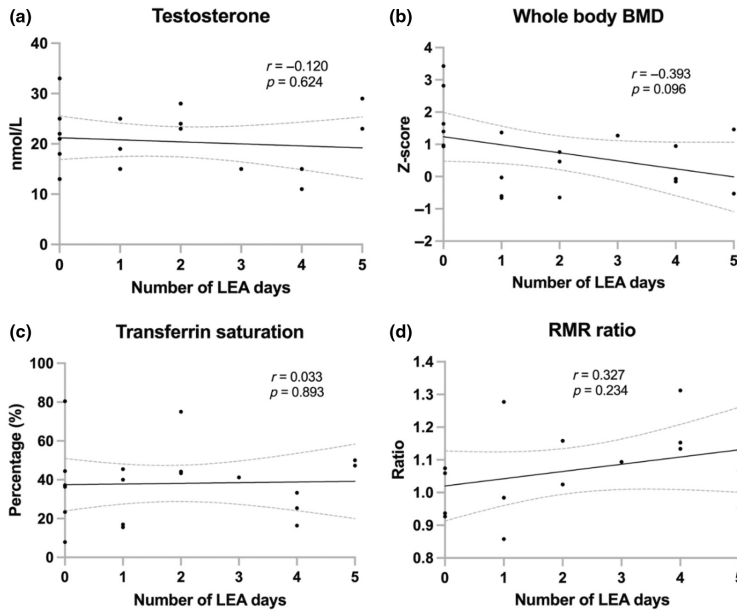 (a)
Testosterone
r = –0.120
p = 0.624
nmol/L
40
30
20
10
0
0 1 2 3 4 5
Number of LEA days
(b)
Whole body BMD
r = –0.393
p = 0.096
Z-score
4
3
2
1
0
–1
–2
0 1 2 3 4 5
Number of LEA days
(c)
Transferrin saturation
r = 0.033
p = 0.893
Percentage (%)
100
80
60
40
20
0
0 1 2 3 4 5
Number of LEA days
(d)
RMR ratio
r = 0.327
p = 0.234
Ratio
1.4
1.3
1.2
1.1
1.0
0.9
0.8
0 1 2 3 4 5
Number of LEA days